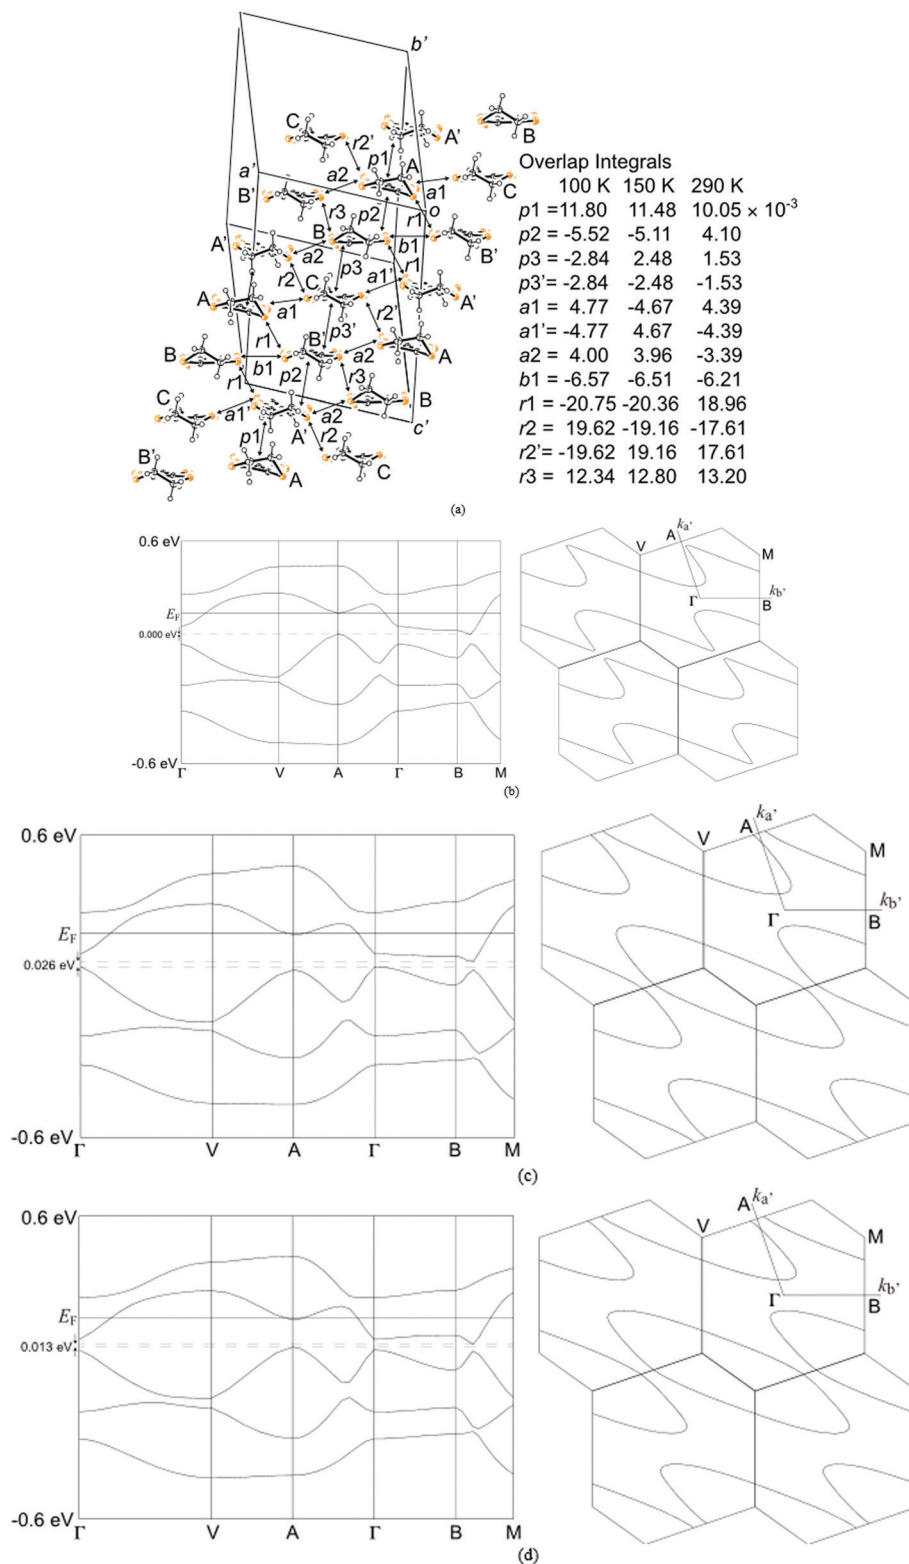 b'
C
A'
B
r2'
p1
A
a'
a2
a1
C
B'
r3
p2
r1
o
A'
B
b1
B'
a2
p3
r1
r2
C
a1'
A'
A
a1
r2'
r1
B'
p3'
a2
A
B
b1
p2
r3
r1
B
C
a1'
a2
c'
p1
A'
r2
B'
A
C
Overlap Integrals
100 K 150 K 290 K
p1 = 11.80 11.48 10.05 × 10-3
p2 = -5.52 -5.11 4.10
p3 = -2.84 2.48 1.53
p3' = -2.84 -2.48 -1.53
a1 = 4.77 -4.67 4.39
a1' = -4.77 4.67 -4.39
a2 = 4.00 3.96 -3.39
b1 = -6.57 -6.51 -6.21
r1 = -20.75 -20.36 18.96
r2 = 19.62 -19.16 -17.61
r2' = -19.62 19.16 17.61
r3 = 12.34 12.80 13.20
(a)
0.6 eV
EF
0.000 eV
-0.6 eV
Γ V A Γ B M
V A ka' M
Γ kb'
B
(b)
0.6 eV
EF
0.026 eV
-0.6 eV
Γ V A Γ B M
V A ka' M
Γ kb'
B
(c)
0.6 eV
EF
0.013 eV
-0.6 eV
Γ V A Γ B M
V A ka' M
Γ kb'
B
(d)